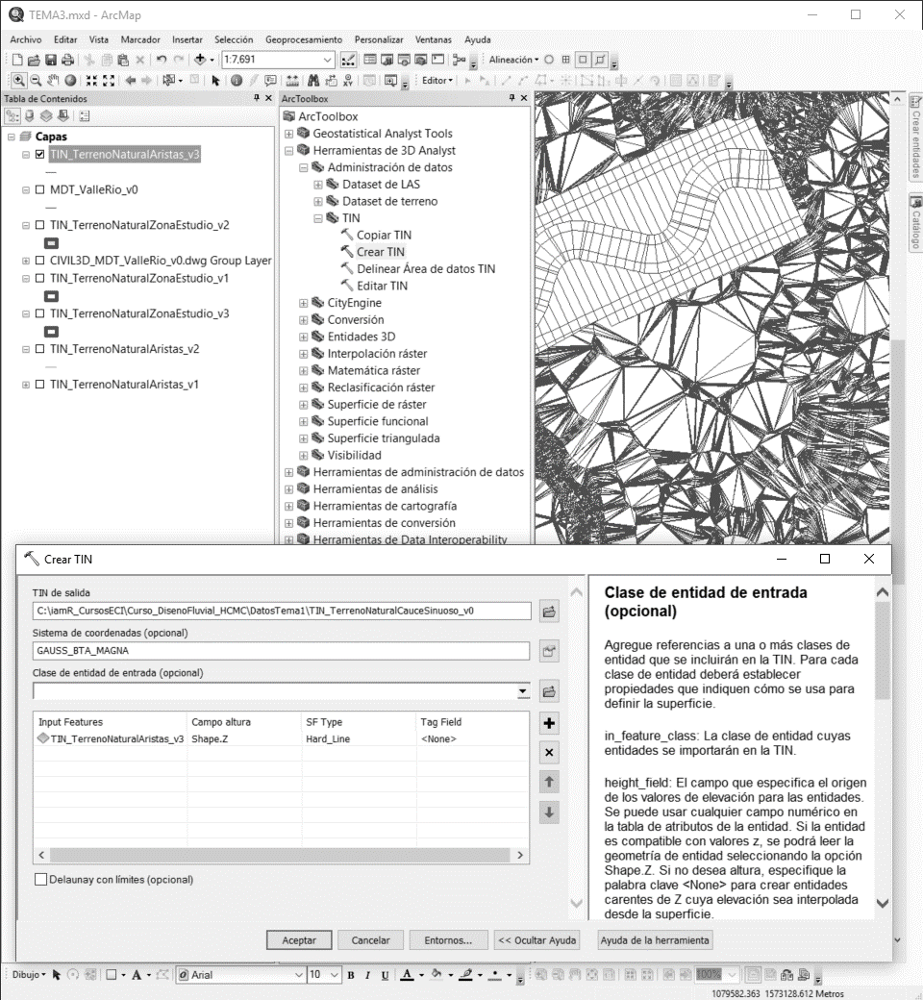 TEMA3.mxd - ArcMap
Archivo Editar Vista Marcador Insertar Selección Geoprocesamiento Personalizar Ventanas Ayuda
1:7,691
Alineación
Editor
Tabla de Contenidos
Capas
TIN_TerrenoNaturalAristas_v3
MDT_ValleRio_v0
TIN_TerrenoNaturalZonaEstudio_v2
CIVIL3D_MDT_ValleRio_v0.dwg Group Layer
TIN_TerrenoNaturalZonaEstudio_v1
TIN_TerrenoNaturalZonaEstudio_v3
TIN_TerrenoNaturalAristas_v2
TIN_TerrenoNaturalAristas_v1
ArcToolbox
ArcToolbox
Geostatistical Analyst Tools
Herramientas de 3D Analyst
Administración de datos
Dataset de LAS
Dataset de terreno
TIN
Copiar TIN
Crear TIN
Delinear Área de datos TIN
Editar TIN
CityEngine
Conversión
Entidades 3D
Interpolación ráster
Matemática ráster
Reclasificación ráster
Superficie de ráster
Superficie funcional
Superficie triangulada
Visibilidad
Herramientas de administración de datos
Herramientas de análisis
Herramientas de cartografía
Herramientas de conversión
Herramientas de Data Interoperability
Crear entidades
Catálogo
Crear TIN
TIN de salida
C:\iamR_CursosECI\Curso_DisenoFluvial_HCMC\DatosTema1\TIN_TerrenoNaturalCauceSinuoso_v0
Sistema de coordenadas (opcional)
GAUSS_BTA_MAGNA
Clase de entidad de entrada (opcional)
Input Features Campo altura SF Type Tag Field
TIN_TerrenoNaturalAristas_v3 Shape.Z Hard_Line <None>
Delaunay con límites (opcional)
Clase de entidad de entrada
(opcional)
Agregue referencias a una o más clases de
entidad que se incluirán en la TIN. Para cada
clase de entidad deberá establecer
propiedades que indiquen cómo se usa para
definir la superficie.
in_feature_class: La clase de entidad cuyas
entidades se importarán en la TIN.
height_field: El campo que especifica el origen
de los valores de elevación para las entidades.
Se puede usar cualquier campo numérico en
la tabla de atributos de la entidad. Si la entidad
es compatible con valores z, se podrá leer la
geometría de entidad seleccionando la opción
Shape.Z. Si no desea altura, especifique la
palabra clave <None> para crear entidades
carentes de Z cuya elevación sea interpolada
desde la superficie.
Aceptar Cancelar Entornos... << Ocultar Ayuda Ayuda de la herramienta
Dibujo A Arial 10 B I U A 100%
1079582.363 1573128.612 Metros